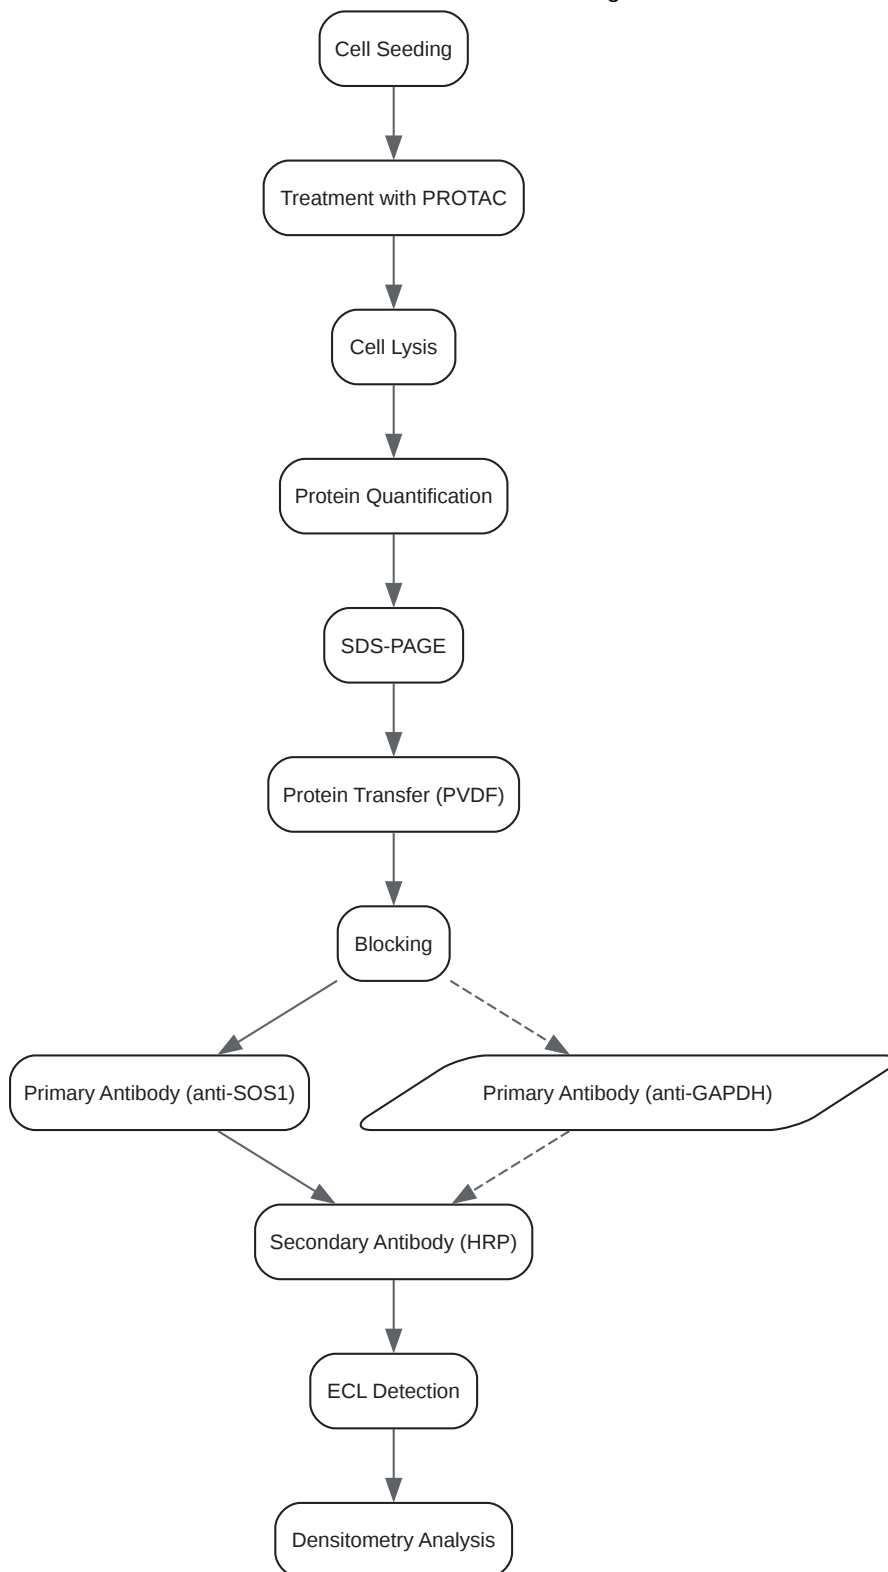 Cell Seeding
Treatment with PROTAC
Cell Lysis
Protein Quantification
SDS-PAGE
Protein Transfer (PVDF)
Blocking
Primary Antibody (anti-SOS1)
Primary Antibody (anti-GAPDH)
Secondary Antibody (HRP)
ECL Detection
Densitometry Analysis